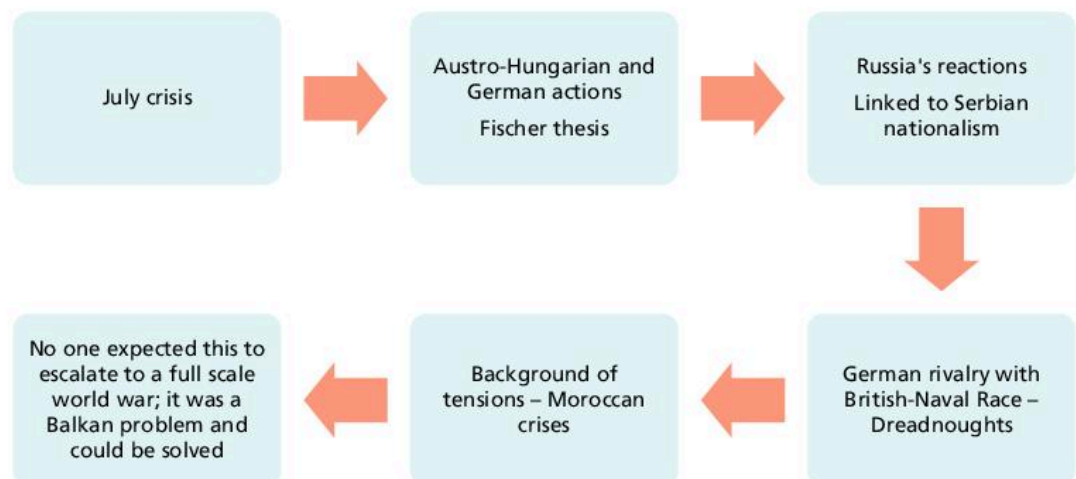 July crisis
Austro-Hungarian and
German actions
Fischer thesis
Russia's reactions
Linked to Serbian
nationalism
German rivalry with
British-Naval Race –
Dreadnoughts
Background of
tensions – Moroccan
crises
No one expected this to
escalate to a full scale
world war; it was a
Balkan problem and
could be solved